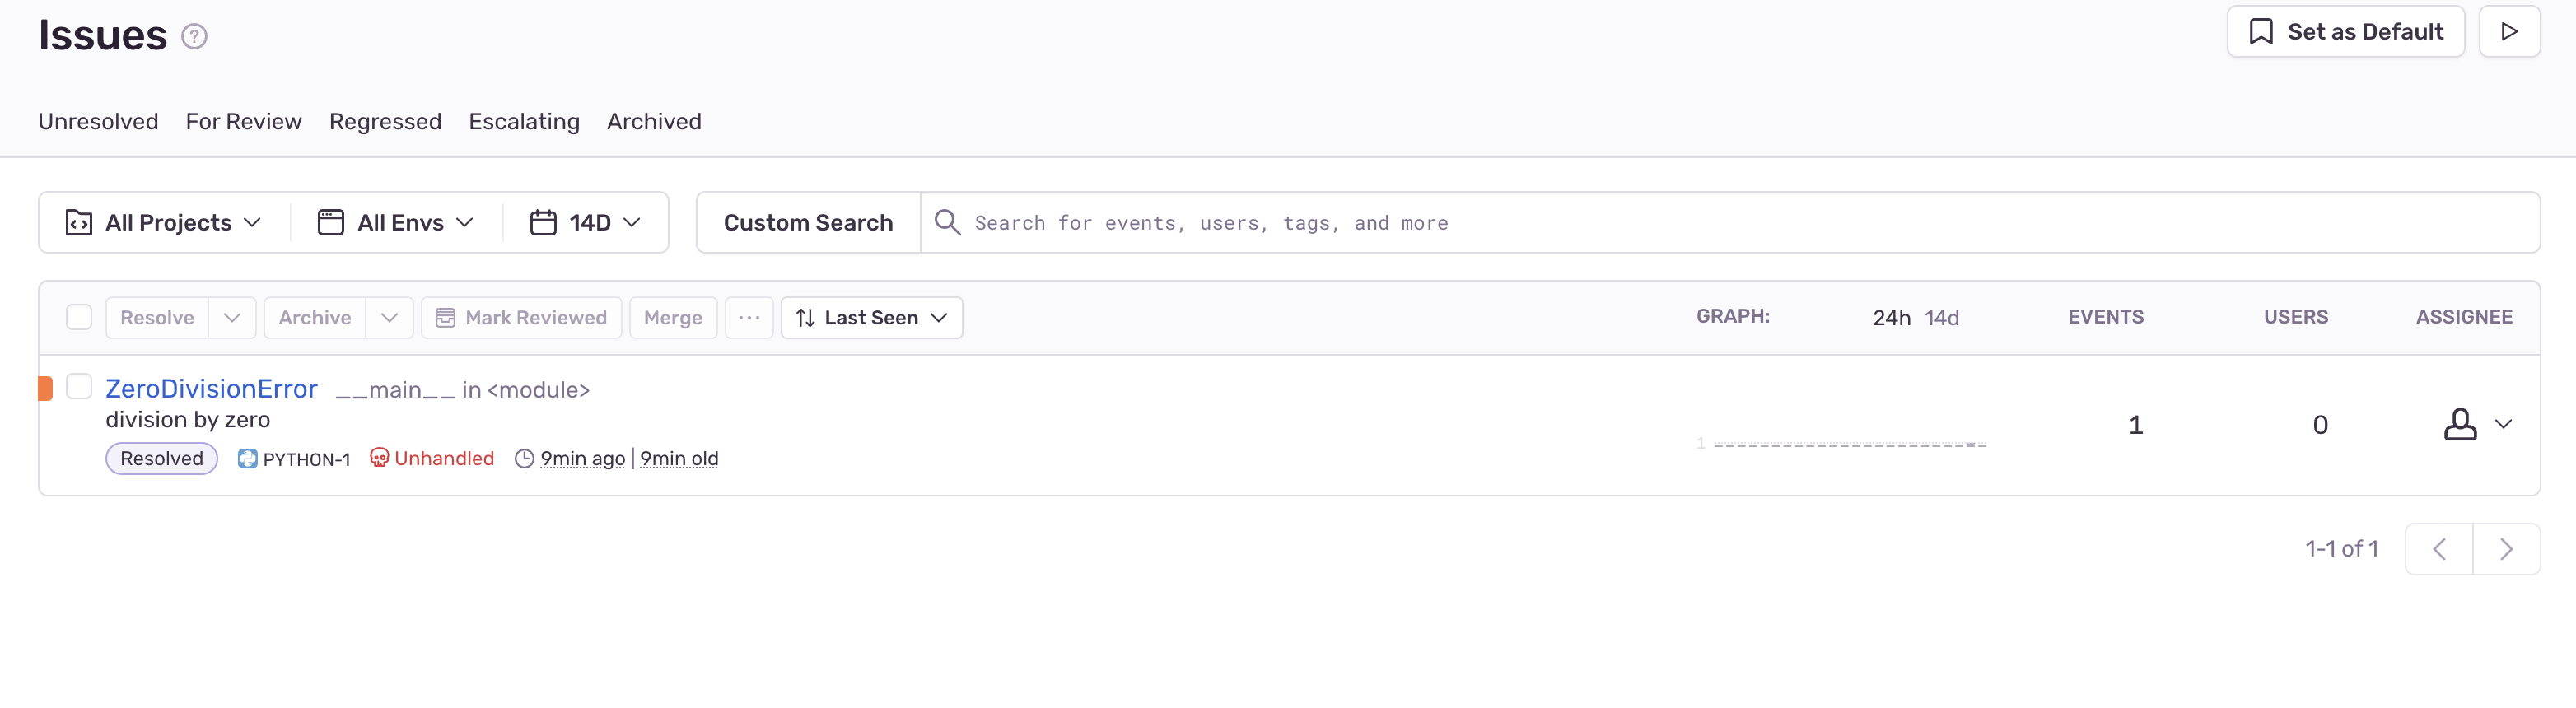 Issues ?
Set as Default
Unresolved For Review Regressed Escalating Archived
All Projects All Envs 14D Custom Search Search for events, users, tags, and more
Resolve Archive Mark Reviewed Merge ... Last Seen GRAPH: 24h 14d EVENTS USERS ASSIGNEE
ZeroDivisionError __main__ in <module>
division by zero
1 1 0
Resolved PYTHON-1 Unhandled 9min ago | 9min old
1-1 of 1